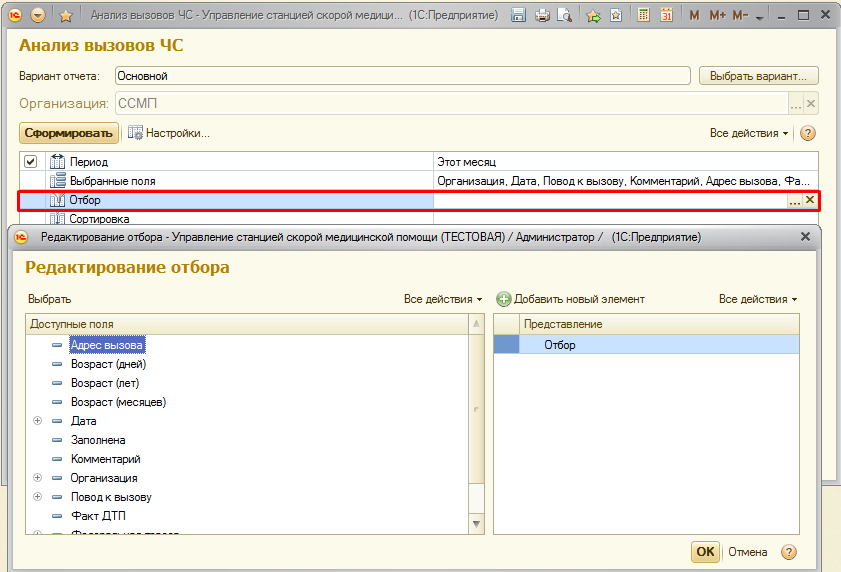 Анализ вызовов ЧС - Управление станцией скорой медици... (1С:Предприятие) M M+ M-
Анализ вызовов ЧС
Вариант отчета: Основной Выбрать вариант...
Организация: ССМП ...
Сформировать Настройки... Все действия
Период Этот месяц
Выбранные поля Организация, Дата, Повод к вызову, Комментарий, Адрес вызова, Фа...
Отбор ...
Сортировка
Редактирование отбора - Управление станцией скорой медицинской помощи (ТЕСТОВАЯ) / Администратор / (1С:Предприятие)
Редактирование отбора
Выбрать Все действия Добавить новый элемент Все действия
Доступные поля Представление
Адрес вызова Отбор
Возраст (дней)
Возраст (лет)
Возраст (месяцев)
Дата
Заполнена
Комментарий
Организация
Повод к вызову
Факт ДТП
OK Отмена ?